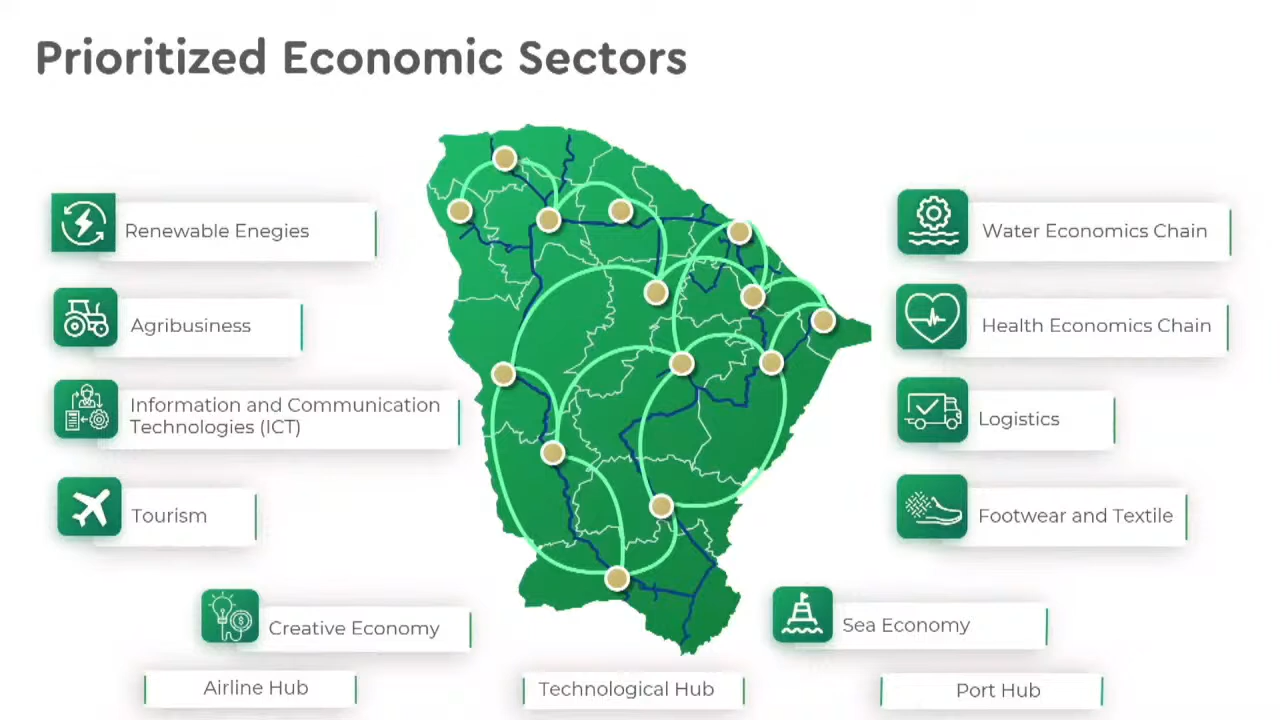 Prioritized Economic Sectors
Renewable Enegies
Agribusiness
Information and Communication
Technologies (ICT)
Tourism
Water Economics Chain
Health Economics Chain
Logistics
Footwear and Textile
Creative Economy
Sea Economy
Airline Hub
Technological Hub
Port Hub